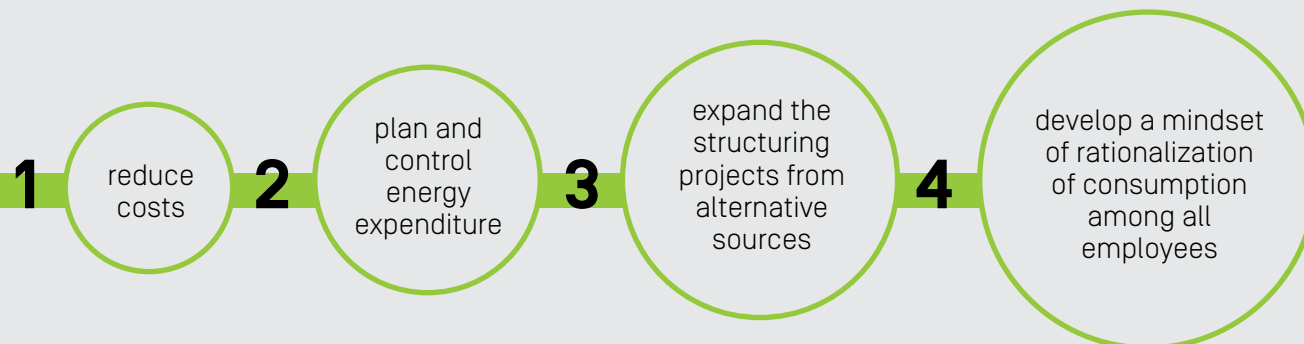 1
reduce
costs
2
plan and
control
energy
expenditure
3
expand the
structuring
projects from
alternative
sources
4
develop a mindset
of rationalization
of consumption
among all
employees